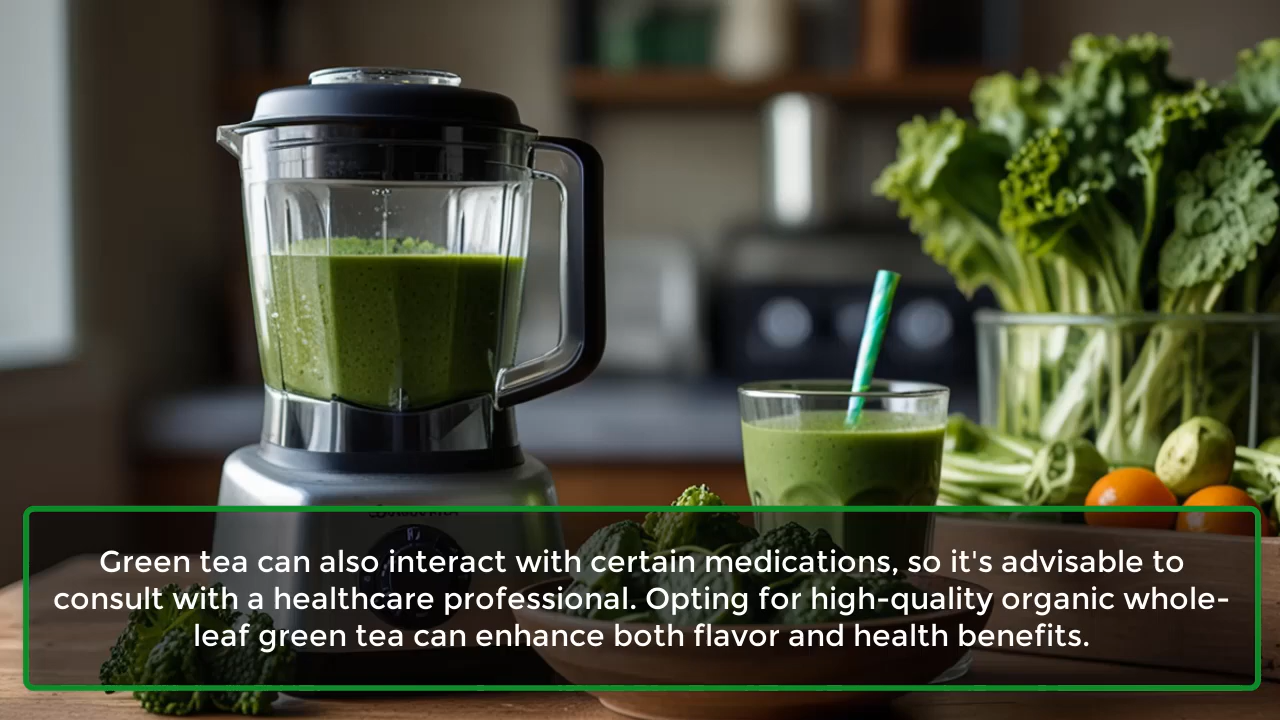 Green tea can also interact with certain medications, so it's advisable to
consult with a healthcare professional. Opting for high-quality organic whole-
leaf green tea can enhance both flavor and health benefits.